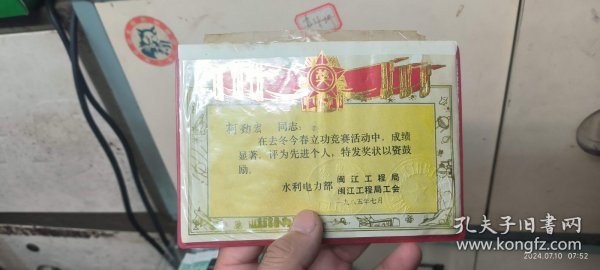 奖
柯劲宏 同志：
在去冬今春立功竞赛活动中，成绩
显著，评为先进个人，特发奖状以资鼓
励。
水利电力部 闽江工程局
闽江工程局工会
一九八五年七月
孔夫子旧书网
www.kongfz.com
2024.07.10 07:52